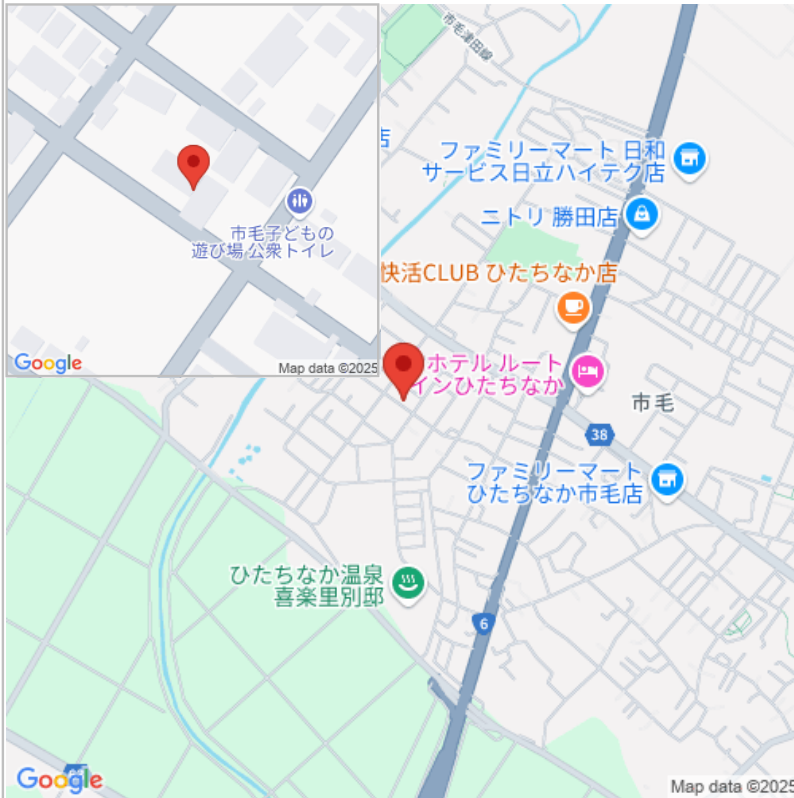 市毛子どもの
遊び場 公衆トイレ
Google
Map data ©2025
市毛津田線
店
ファミリーマート 日和
サービス日立ハイテク店
ニトリ 勝田店
快活CLUB ひたちなか店
ホテル ルート
インひたちなか
市毛
38
ファミリーマート
ひたちなか市毛店
ひたちなか温泉
喜楽里別邸
6
Google
Map data ©2025